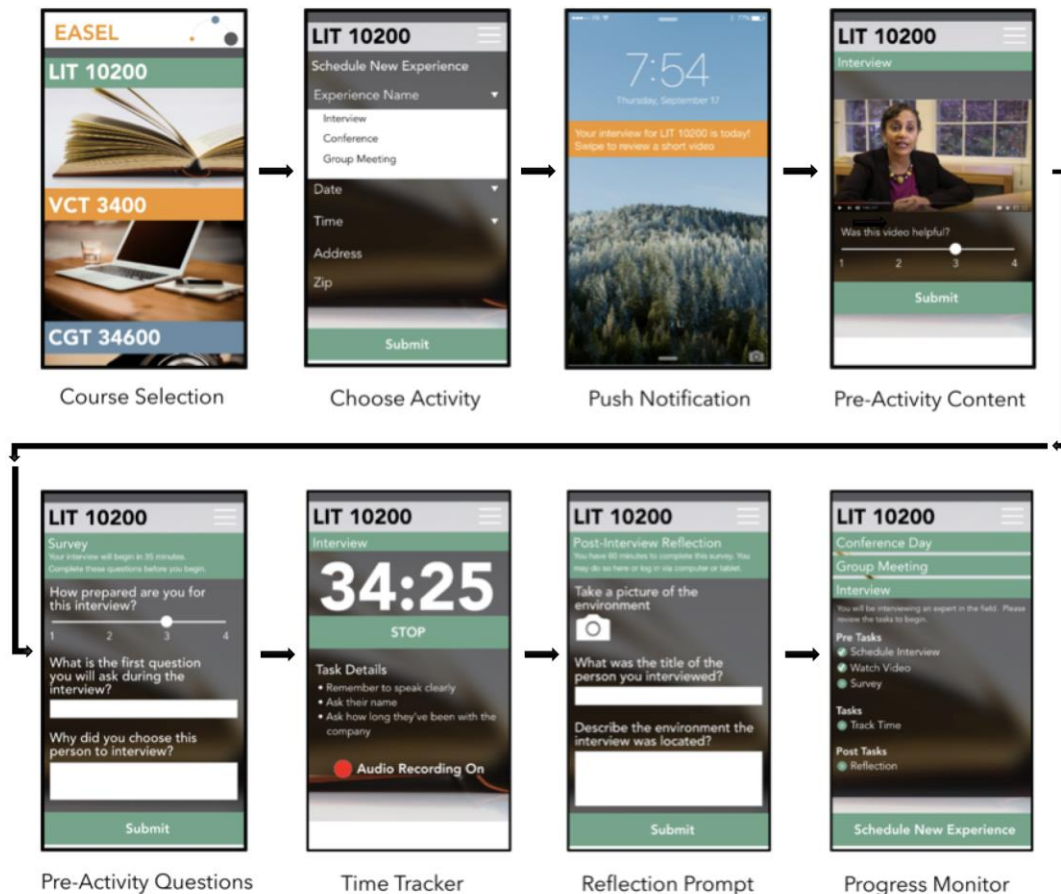 EASEL
LIT 10200
VCT 3400
CGT 34600
Course Selection
LIT 10200
Schedule New Experience
Experience Name
Interview
Conference
Group Meeting
Date
Time
Address
Zip
Submit
Choose Activity
77%
7:54
Thursday, September 17
Your interview for LIT 10200 is today!
Swipe to review a short video
Push Notification
LIT 10200
Interview
Was this video helpful?
1 2 3 4
Submit
Pre-Activity Content
LIT 10200
Survey
Your interview will begin in 35 minutes.
Complete these questions before you begin.
How prepared are you for
this interview?
1 2 3 4
What is the first question
you will ask during the
interview?
Why did you choose this
person to interview?
Submit
Pre-Activity Questions
LIT 10200
Interview
34:25
STOP
Task Details
• Remember to speak clearly
• Ask their name
• Ask how long they've been with the
company
Audio Recording On
Time Tracker
LIT 10200
Post-Interview Reflection
You have 60 minutes to complete this survey. You
may do so here or log in via computer or tablet.
Take a picture of the
environment
What was the title of the
person you interviewed?
Describe the environment the
interview was located?
Submit
Reflection Prompt
LIT 10200
Conference Day
Group Meeting
Interview
You will be interviewing an expert in the field. Please
review the tasks to begin.
Pre Tasks
Schedule Interview
Watch Video
Survey
Tasks
Track Time
Post Tasks
Reflection
Schedule New Experience
Progress Monitor